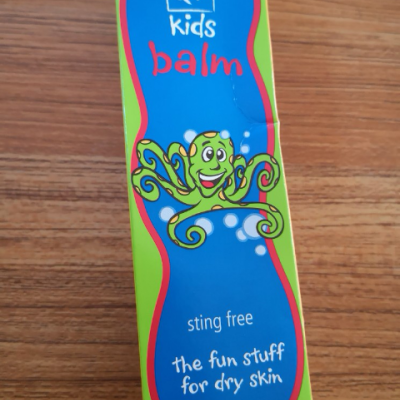 kids
balm
sting free
the fun stuff
for dry skin